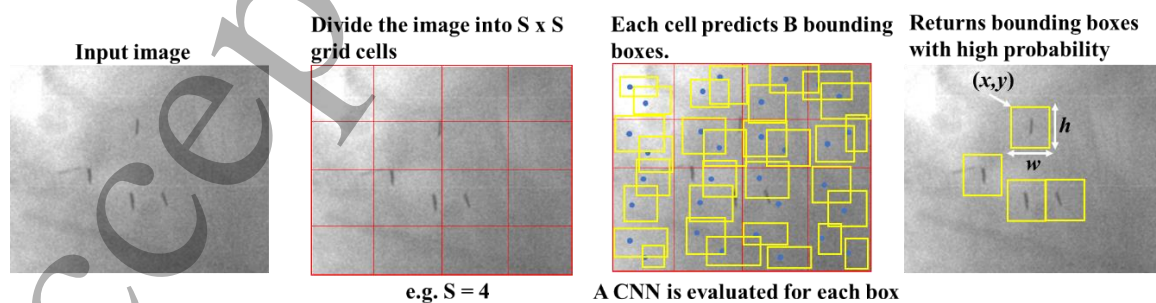 Input image
Divide the image into S x S
grid cells
e.g. S = 4
Each cell predicts B bounding
boxes.
A CNN is evaluated for each box
Returns bounding boxes
with high probability
(x,y)
h
w
ccep